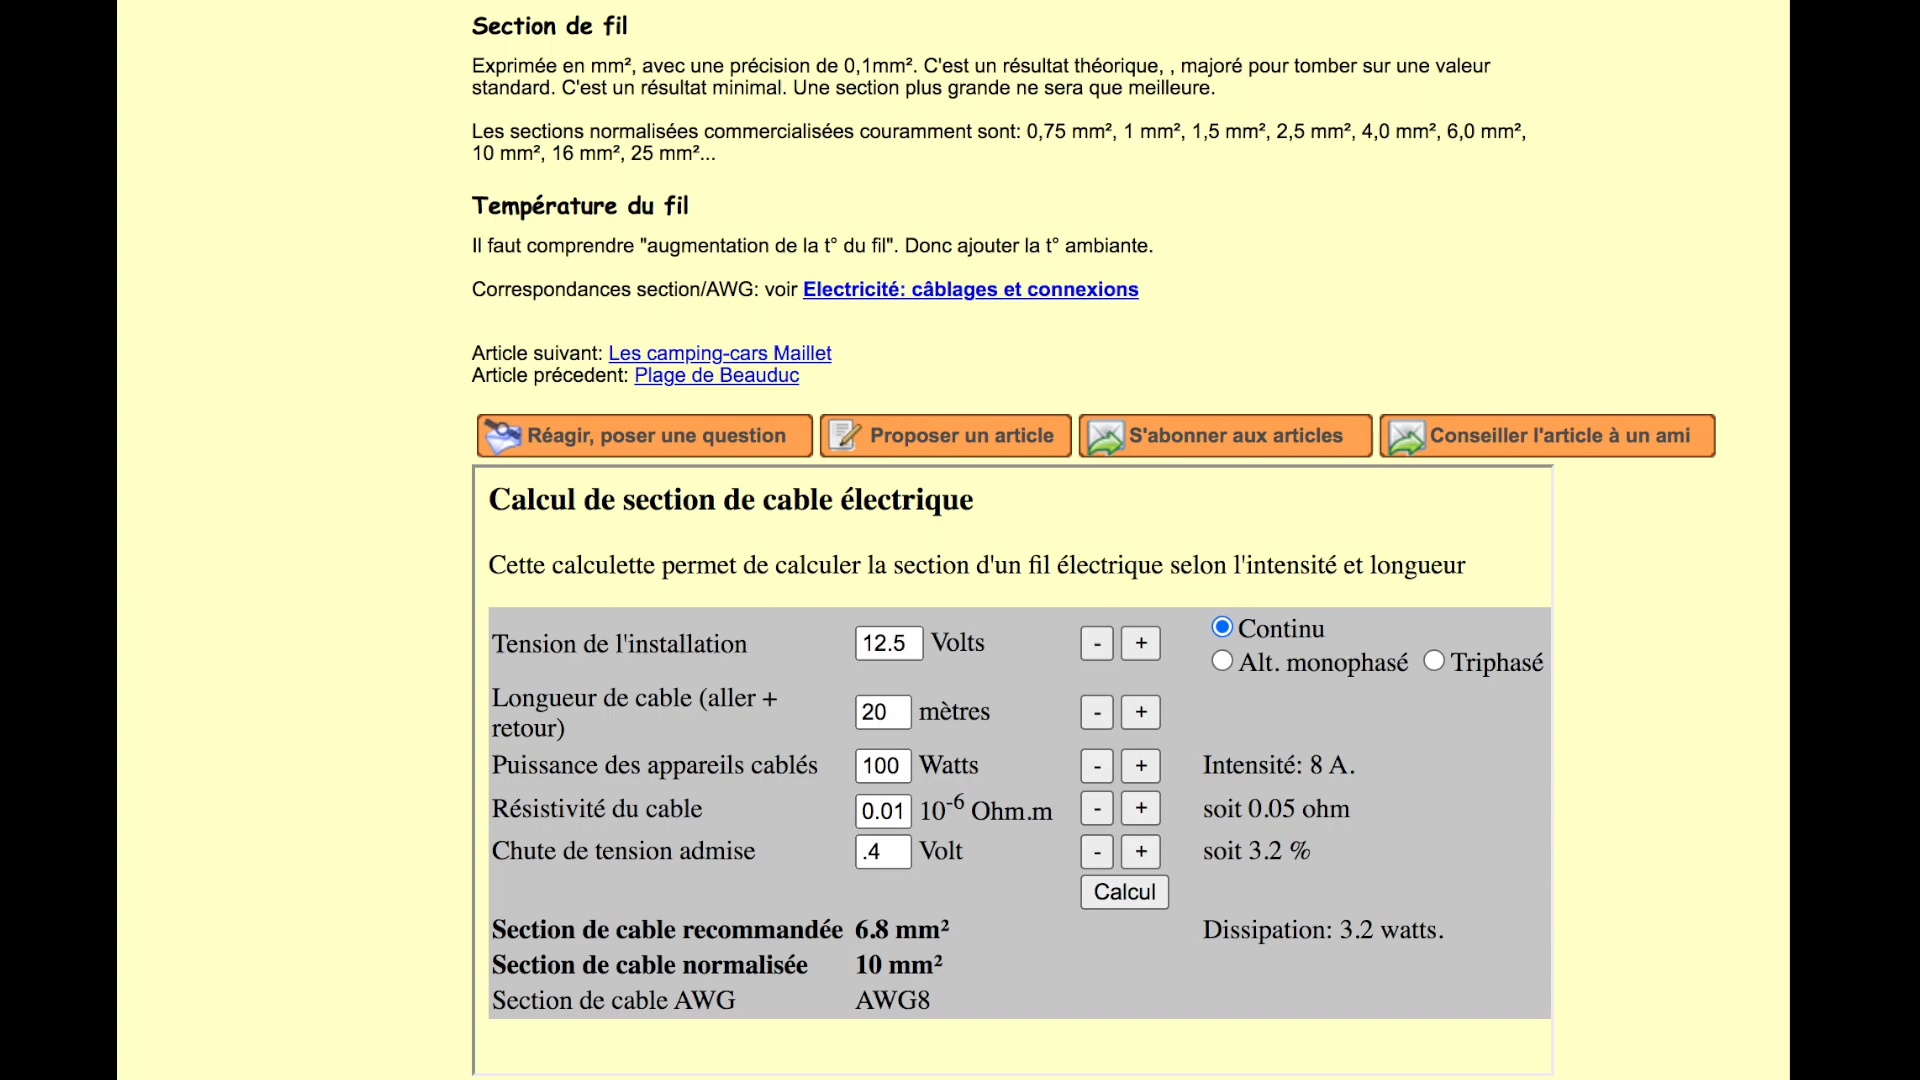 Section de fil
Exprimée en mm², avec une précision de 0,1mm². C'est un résultat théorique, , majoré pour tomber sur une valeur
standard. C'est un résultat minimal. Une section plus grande ne sera que meilleure.
Les sections normalisées commercialisées couramment sont: 0,75 mm², 1 mm², 1,5 mm², 2,5 mm², 4,0 mm², 6,0 mm²,
10 mm², 16 mm², 25 mm²...
Température du fil
Il faut comprendre "augmentation de la t° du fil". Donc ajouter la t° ambiante.
Correspondances section/AWG: voir Electricité: câblages et connexions
Article suivant: Les camping-cars Maillet
Article précedent: Plage de Beauduc
Réagir, poser une question Proposer un article S'abonner aux articles Conseiller l'article à un ami
Calcul de section de cable électrique
Cette calculette permet de calculer la section d'un fil électrique selon l'intensité et longueur
Tension de l'installation 12.5 Volts - + Continu
Alt. monophasé Triphasé
Longueur de cable (aller +
retour) 20 mètres - +
Puissance des appareils cablés 100 Watts - + Intensité: 8 A.
Résistivité du cable 0.01 10-6 Ohm.m - + soit 0.05 ohm
Chute de tension admise .4 Volt - + soit 3.2 %
Calcul
Section de cable recommandée 6.8 mm² Dissipation: 3.2 watts.
Section de cable normalisée 10 mm²
Section de cable AWG AWG8